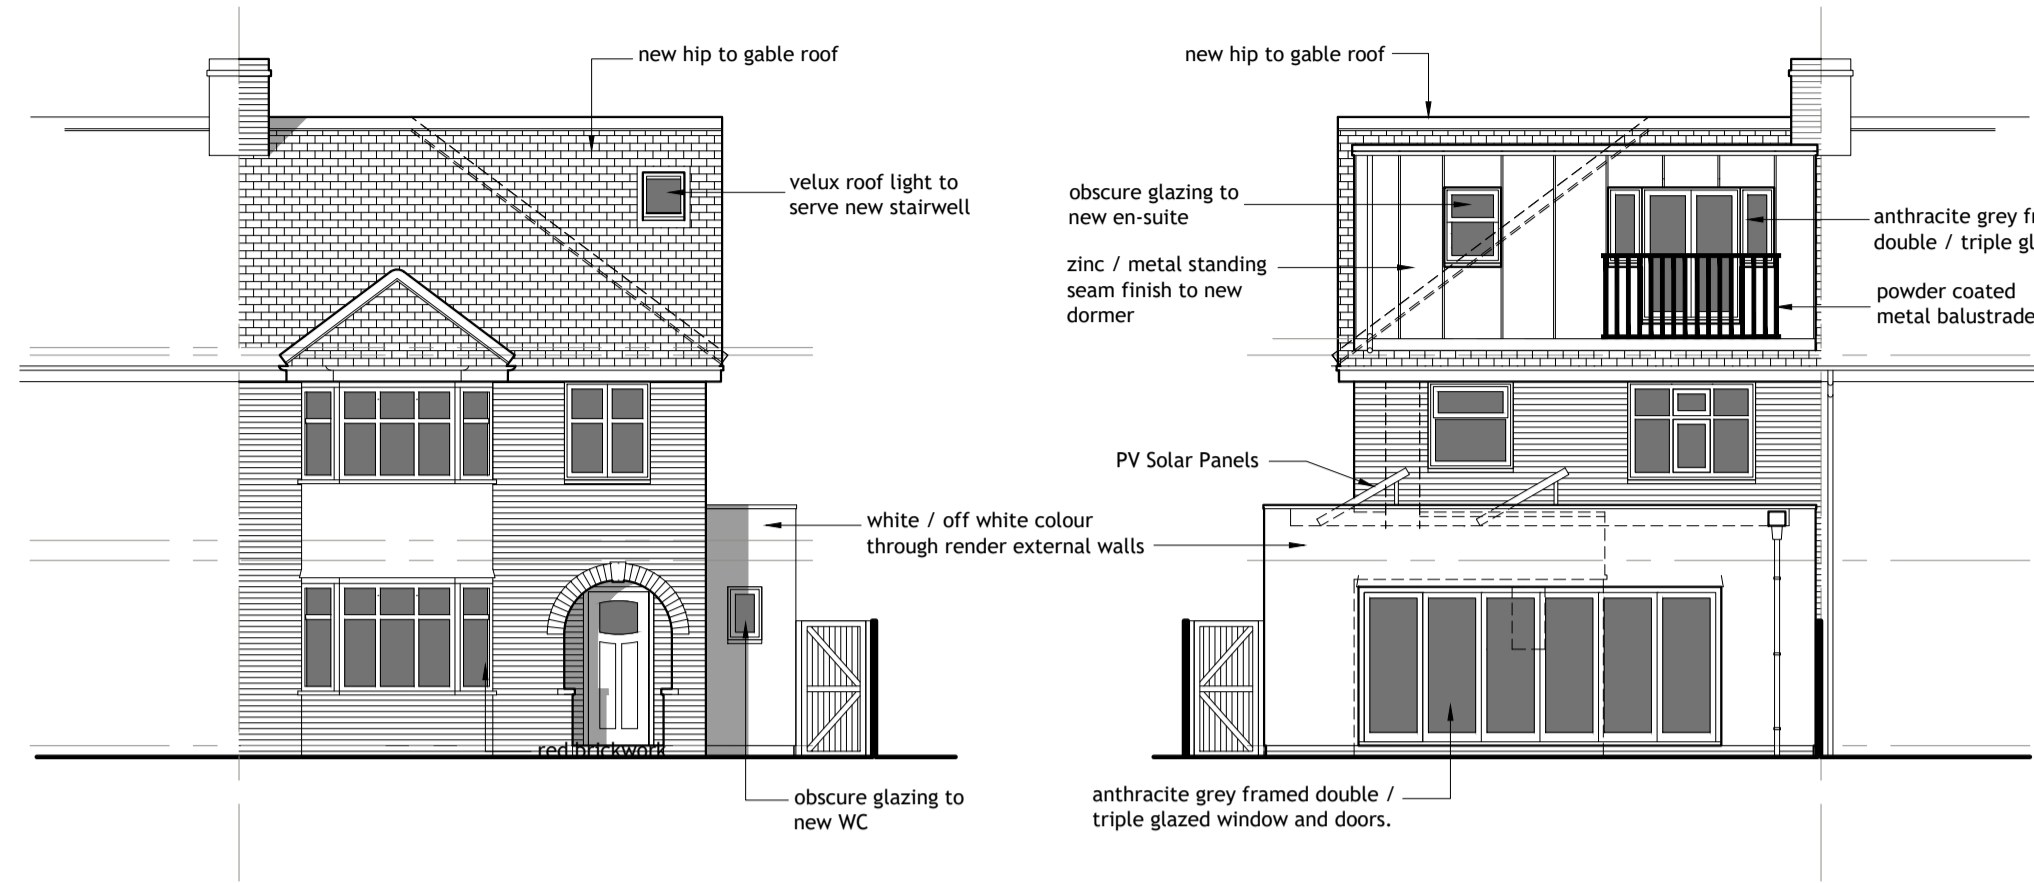 new hip to gable roof
velux roof light to
serve new stairwell
white / off white colour
through render external walls
red brickwork
obscure glazing to
new WC
new hip to gable roof
obscure glazing to
new en-suite
zinc / metal standing
seam finish to new
dormer
anthracite grey
double / triple
powder coated
metal balustrade
PV Solar Panels
anthracite grey framed double /
triple glazed window and doors.